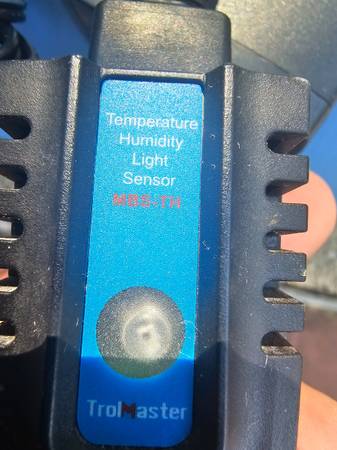 Temperature
Humidity
Light
Sensor
MBS-TH
TrolMaster